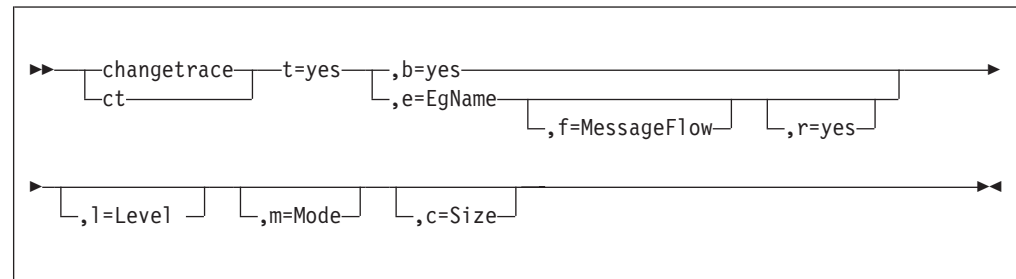 changetrace t=yes ,b=yes
ct ,e=EgName
,f=MessageFlow ,r=yes
,l=Level ,m=Mode ,c=Size